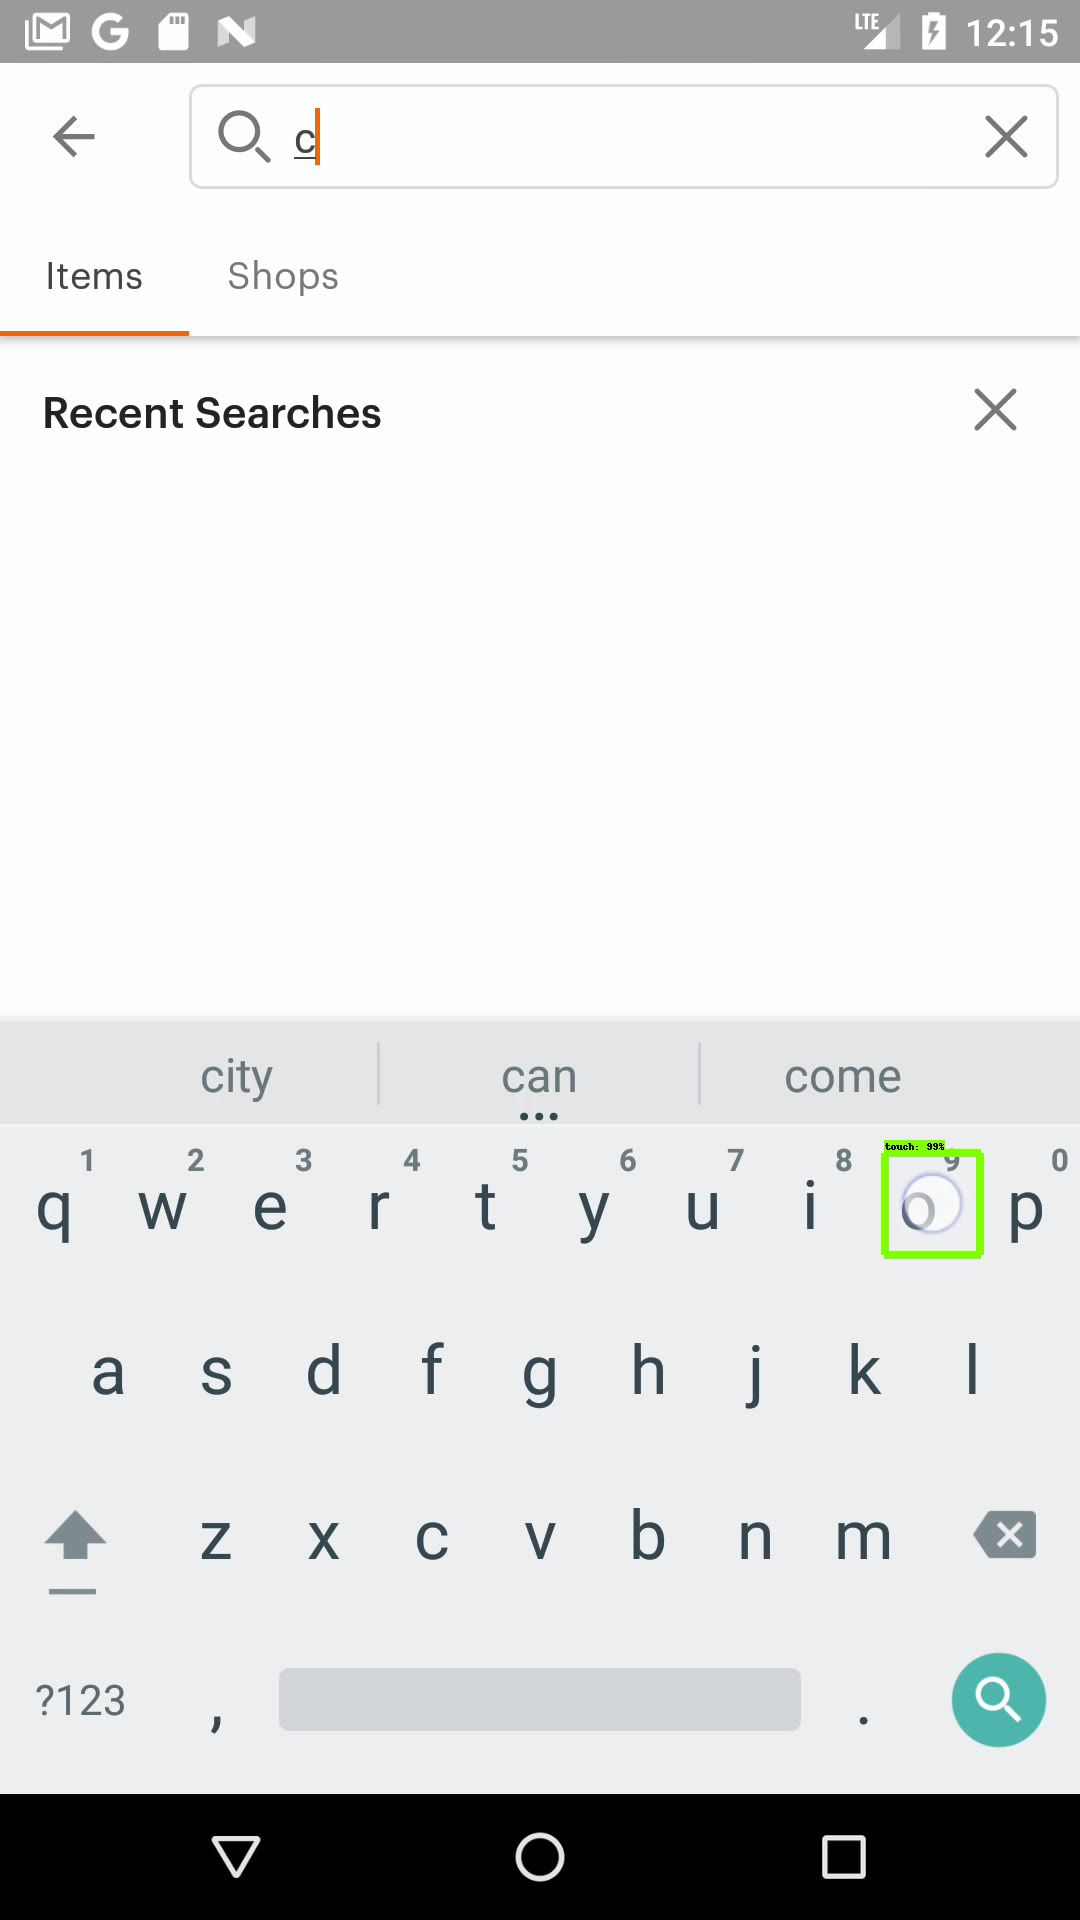 LTE 12:15
c
Items Shops
Recent Searches
city can come
1 2 3 4 5 6 7 8 9 0
touch: 99%
q w e r t y u i o p
a s d f g h j k l
z x c v b n m
?123 , .